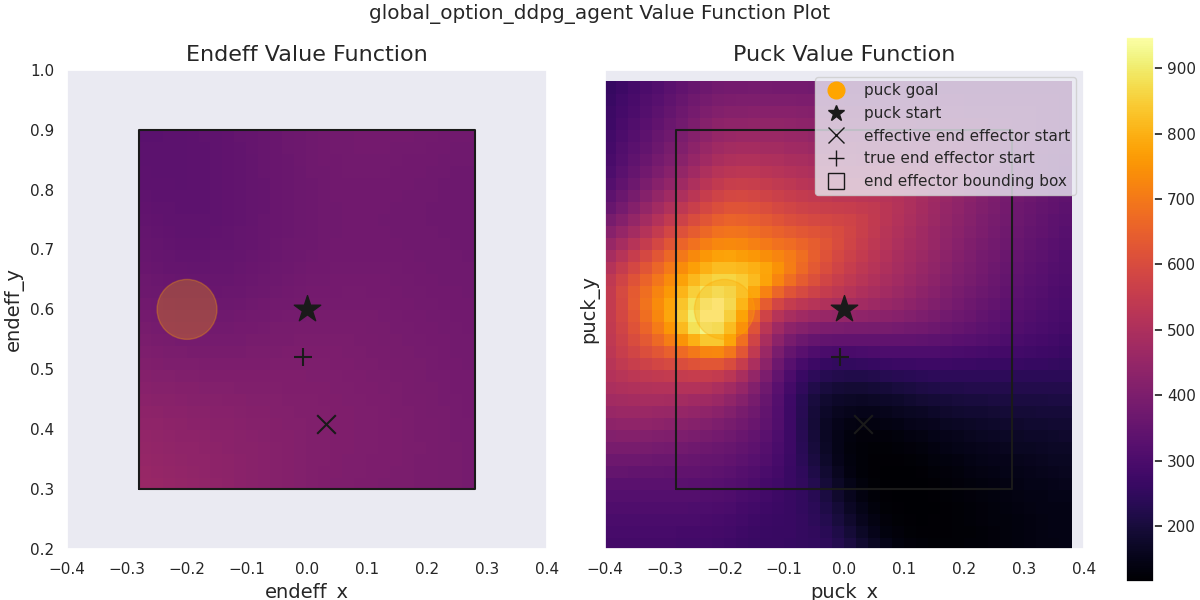 global_option_ddpg_agent Value Function Plot
Endeff Value Function
Puck Value Function
1.0
0.9
0.8
0.7
0.6
0.5
0.4
0.3
0.2
endeff_y
−0.4 −0.3 −0.2 −0.1 0.0 0.1 0.2 0.3 0.4
endeff_x
puck goal
puck start
effective end effector start
true end effector start
end effector bounding box
puck_y
−0.4 −0.3 −0.2 −0.1 0.0 0.1 0.2 0.3 0.4
puck_x
900
800
700
600
500
400
300
200